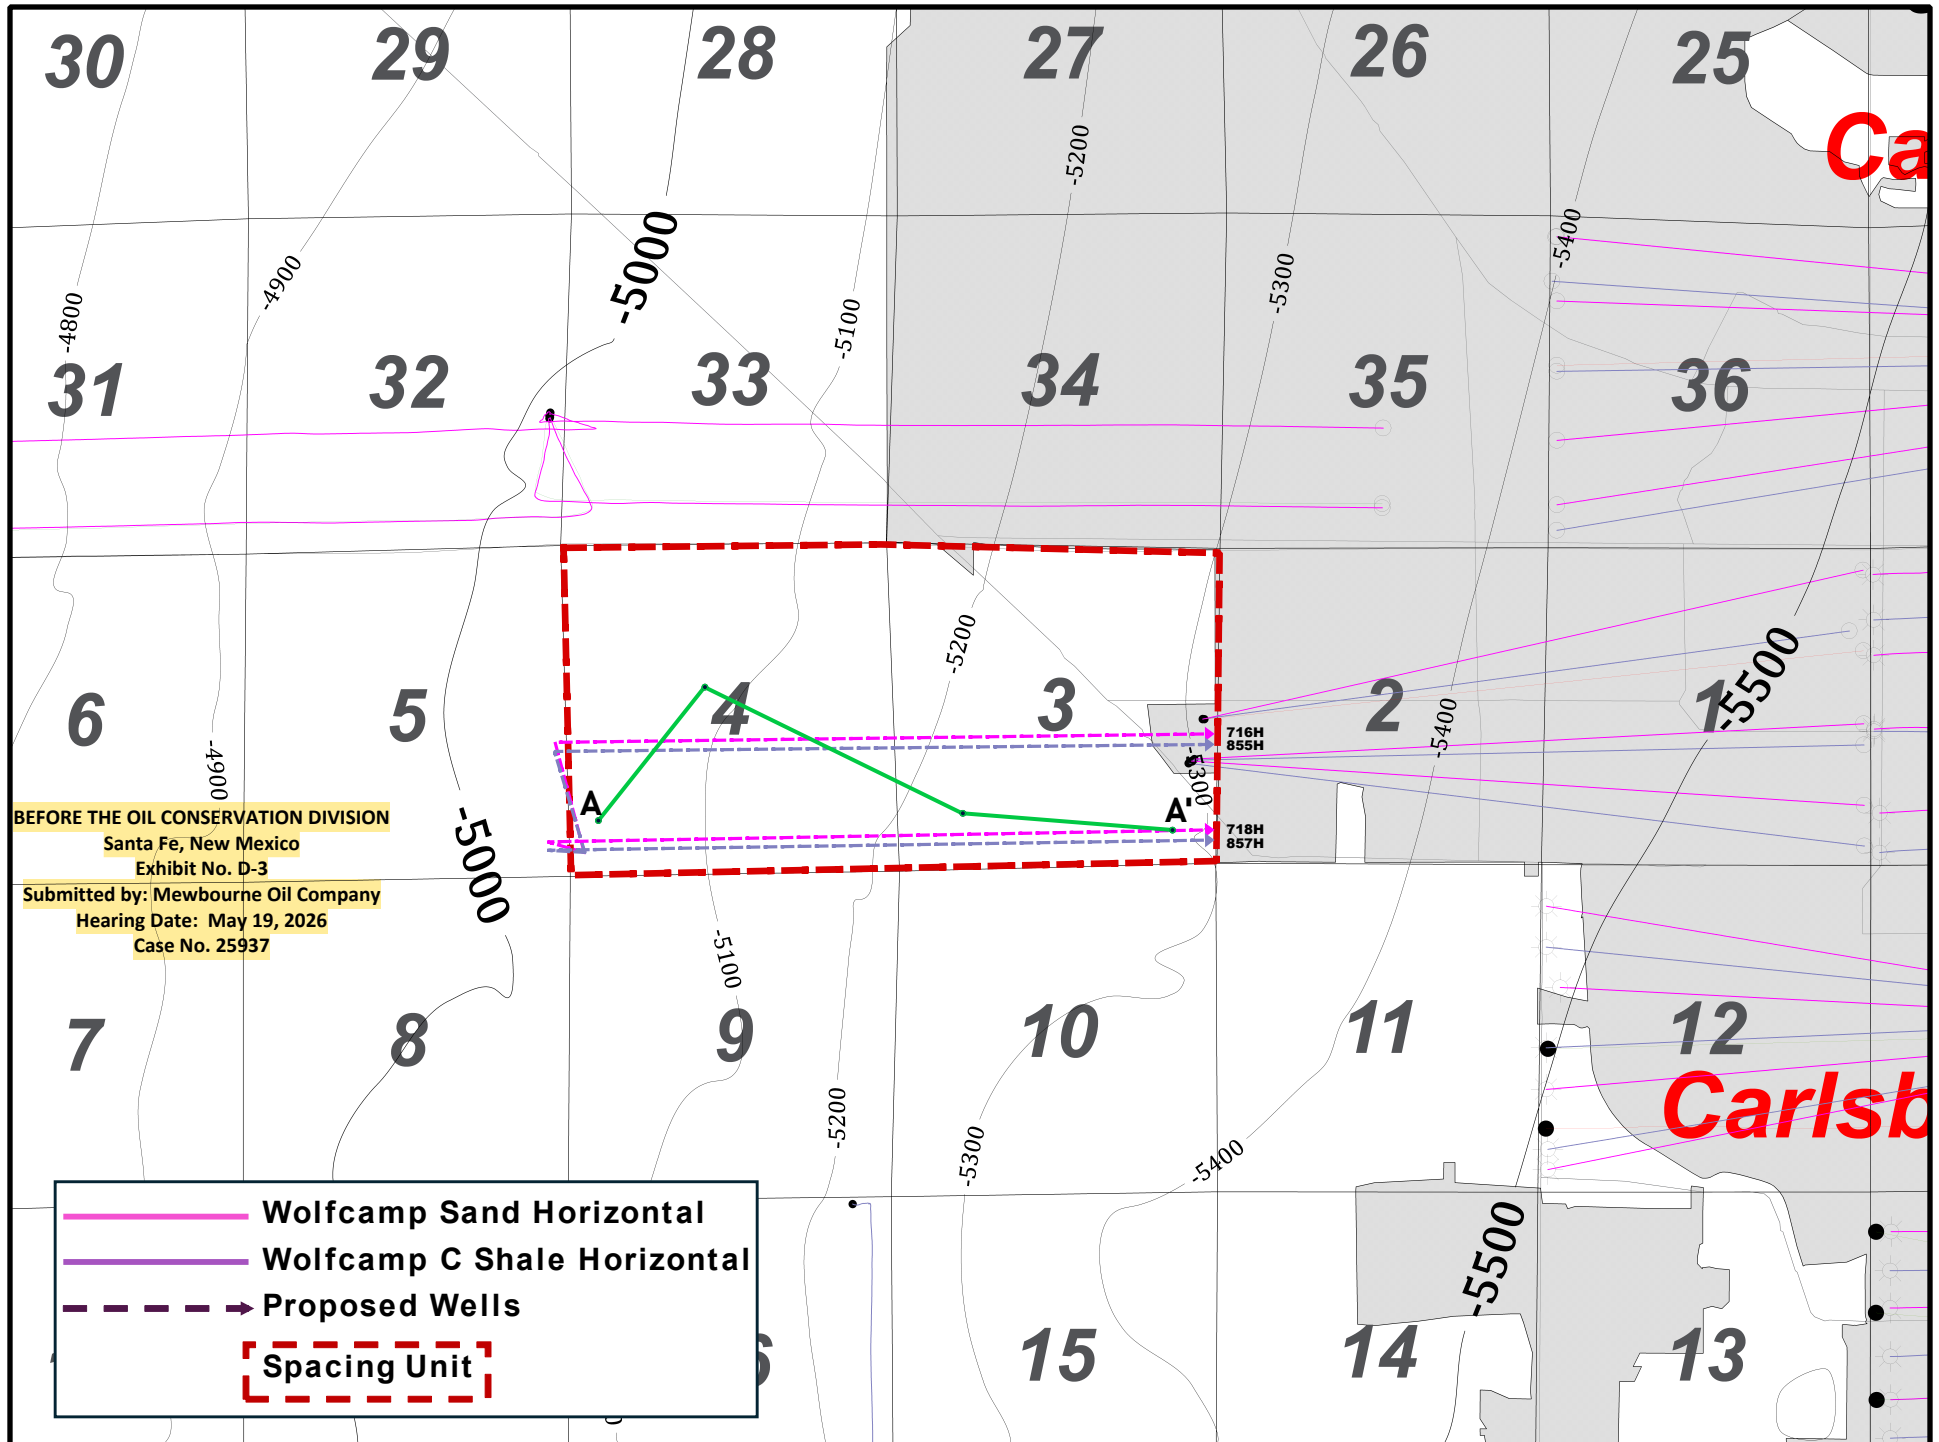 30 29 28 27 26 25
Ca
-5200
-5000
-5400
-4900
-5300
-4800
-5100
31 32 33 34 35 36
-5200
-5500
6 5 4 3 2 1
716H
855H
-5400
-4900
-5300
A A'
-5000
718H
857H
BEFORE THE OIL CONSERVATION DIVISION
Santa Fe, New Mexico
Exhibit No. D-3
Submitted by: Mewbourne Oil Company
Hearing Date: May 19, 2026
Case No. 25937
-5100
7 8 9 10 11 12
Carlsb
-5200
-5300
-5400
-5500
Wolfcamp Sand Horizontal
Wolfcamp C Shale Horizontal
Proposed Wells
Spacing Unit
15 14 13